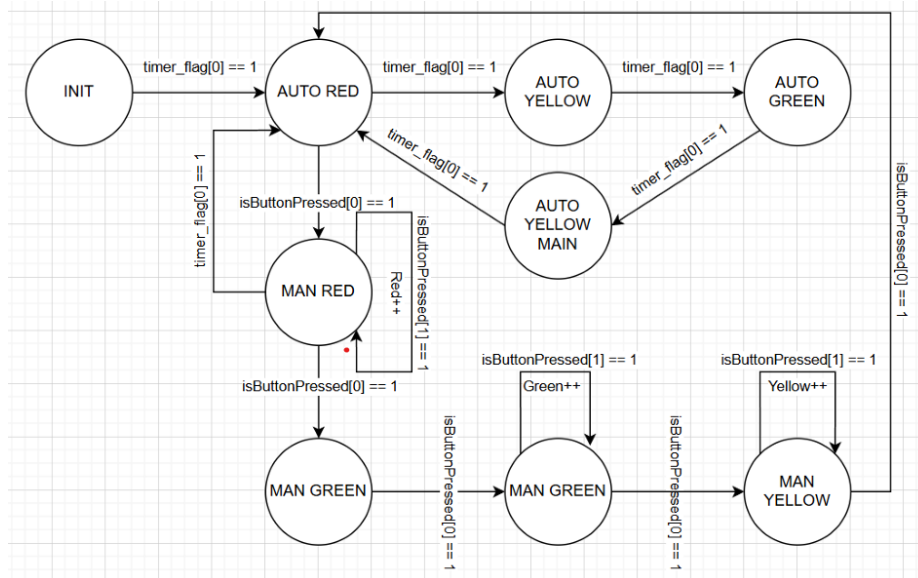 timer_flag[0] == 1
timer_flag[0] == 1
timer_flag[0] == 1
INIT
AUTO RED
AUTO
YELLOW
AUTO
GREEN
timer_flag[0] == 1
timer_flag[0] == 1
timer_flag[0] == 1
isButtonPressed[0] == 1
AUTO
YELLOW
MAIN
isButtonPressed[0] == 1
MAN RED
isButtonPressed[1] == 1
Red++
isButtonPressed[0] == 1
isButtonPressed[1] == 1
Green++
isButtonPressed[1] == 1
Yellow++
MAN GREEN
isButtonPressed[0] == 1
MAN GREEN
isButtonPressed[0] == 1
MAN
YELLOW